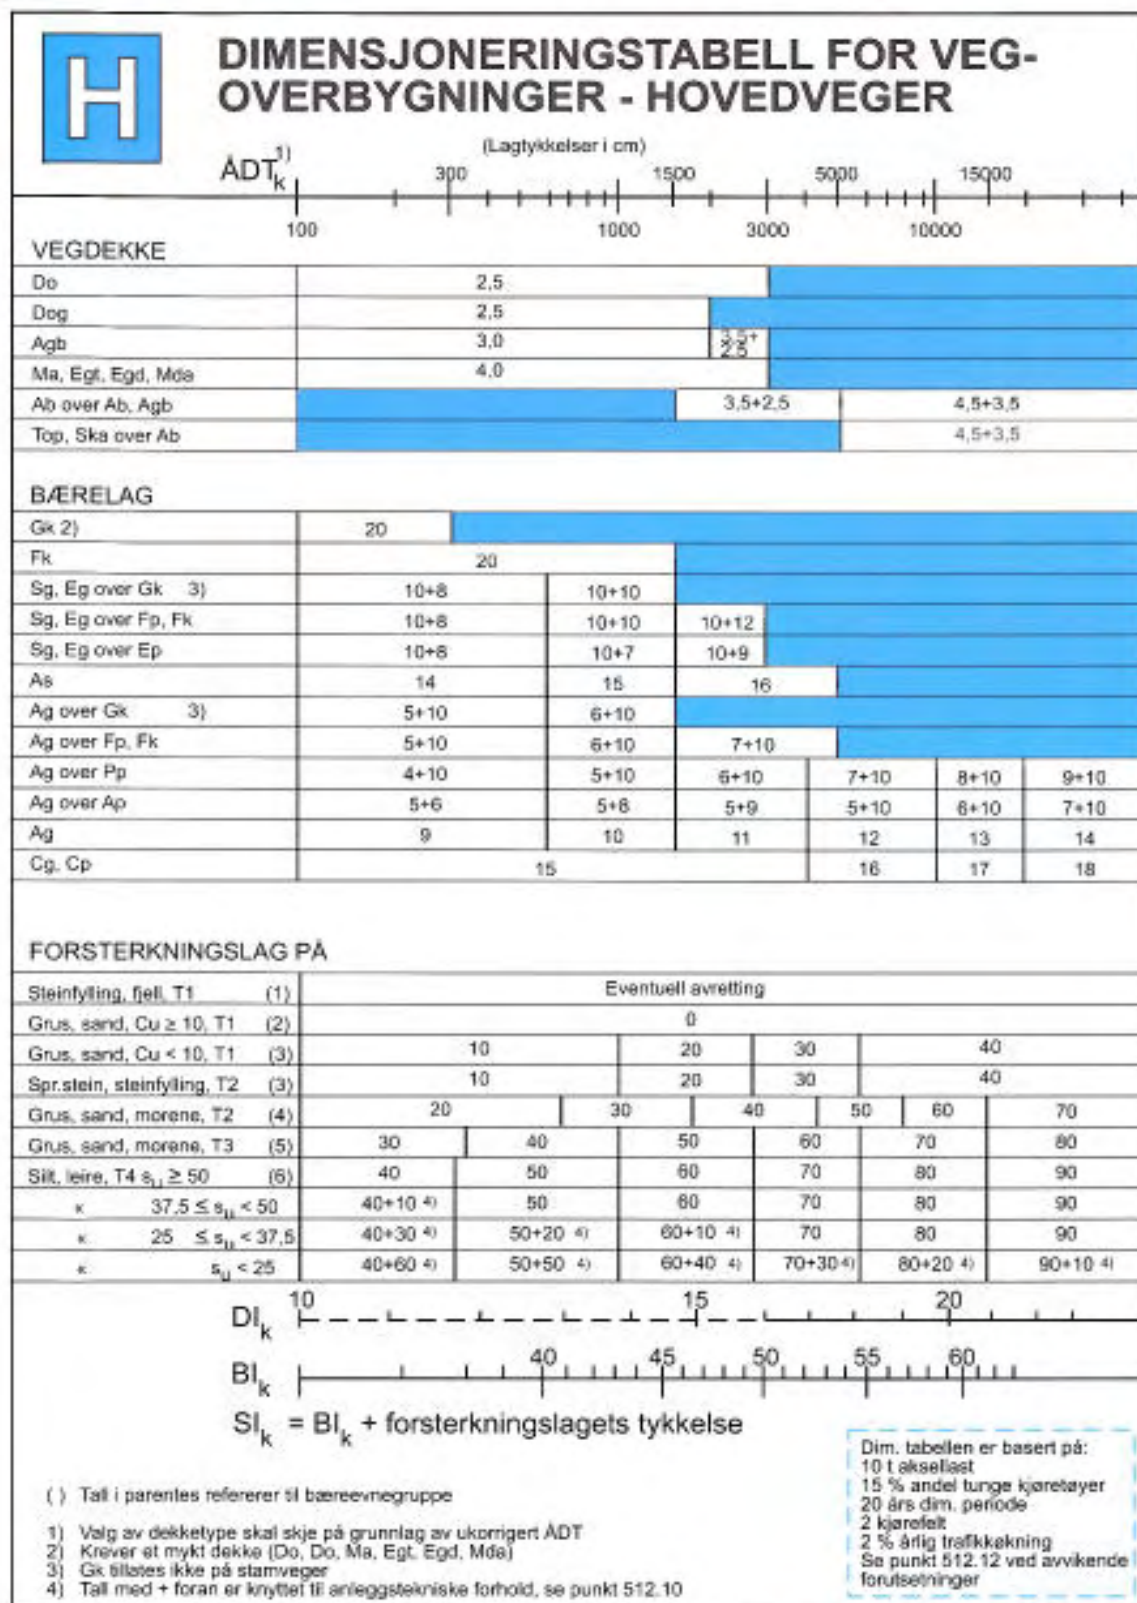 H
DIMENSJONERINGSTABELL FOR VEG-
OVERBYGNINGER - HOVEDVEGER
(Lagtykkelser i cm)
ÅDTk 1) 300 1500 5000 15000
100 1000 3000 10000
VEGDEKKE
Do 2,5
Dog 2,5
Agb 3,0 3,5+
2,5
Ma, Egt, Egd, Mda 4,0
Ab over Ab, Agb 3,5+2,5 4,5+3,5
Top, Ska over Ab 4,5+3,5
BÆRELAG
Gk 2) 20
Fk 20
Sg, Eg over Gk 3) 10+8 10+10
Sg, Eg over Fp, Fk 10+8 10+10 10+12
Sg, Eg over Ep 10+8 10+7 10+9
As 14 15 16
Ag over Gk 3) 5+10 6+10
Ag over Fp, Fk 5+10 6+10 7+10
Ag over Pp 4+10 5+10 6+10 7+10 8+10 9+10
Ag over Ap 5+6 5+8 5+9 5+10 6+10 7+10
Ag 9 10 11 12 13 14
Cg, Cp 15 16 17 18
FORSTERKNINGSLAG PÅ
Steinfylling, fjell, T1 (1) Eventuell avretting
Grus, sand, Cu ≥ 10, T1 (2) 0
Grus, sand, Cu < 10, T1 (3) 10 20 30 40
Spr.stein, steinfylling, T2 (3) 10 20 30 40
Grus, sand, morene, T2 (4) 20 30 40 50 60 70
Grus, sand, morene, T3 (5) 30 40 50 60 70 80
Silt, leire, T4 su ≥ 50 (6) 40 50 60 70 80 90
« 37,5 ≤ su < 50 40+10 4) 50 60 70 80 90
« 25 ≤ su < 37,5 40+30 4) 50+20 4) 60+10 4) 70 80 90
« su < 25 40+60 4) 50+50 4) 60+40 4) 70+30 4) 80+20 4) 90+10 4)
DIk 10 15 20
BIk 40 45 50 55 60
SIk = BIk + forsterkningslagets tykkelse
Dim. tabellen er basert på:
10 t aksellast
15 % andel tunge kjøretøyer
20 års dim. periode
2 kjørefelt
2 % årlig trafikkøkning
Se punkt 512.12 ved avvikende
forutsetninger
( ) Tall i parentes refererer til bæreevnegruppe
1) Valg av dekketype skal skje på grunnlag av ukorrigert ÅDT
2) Krever et mykt dekke (Do, Do, Ma, Egt, Egd, Mda)
3) Gk tillates ikke på stamveger
4) Tall med + foran er knyttet til anleggstekniske forhold, se punkt 512.10